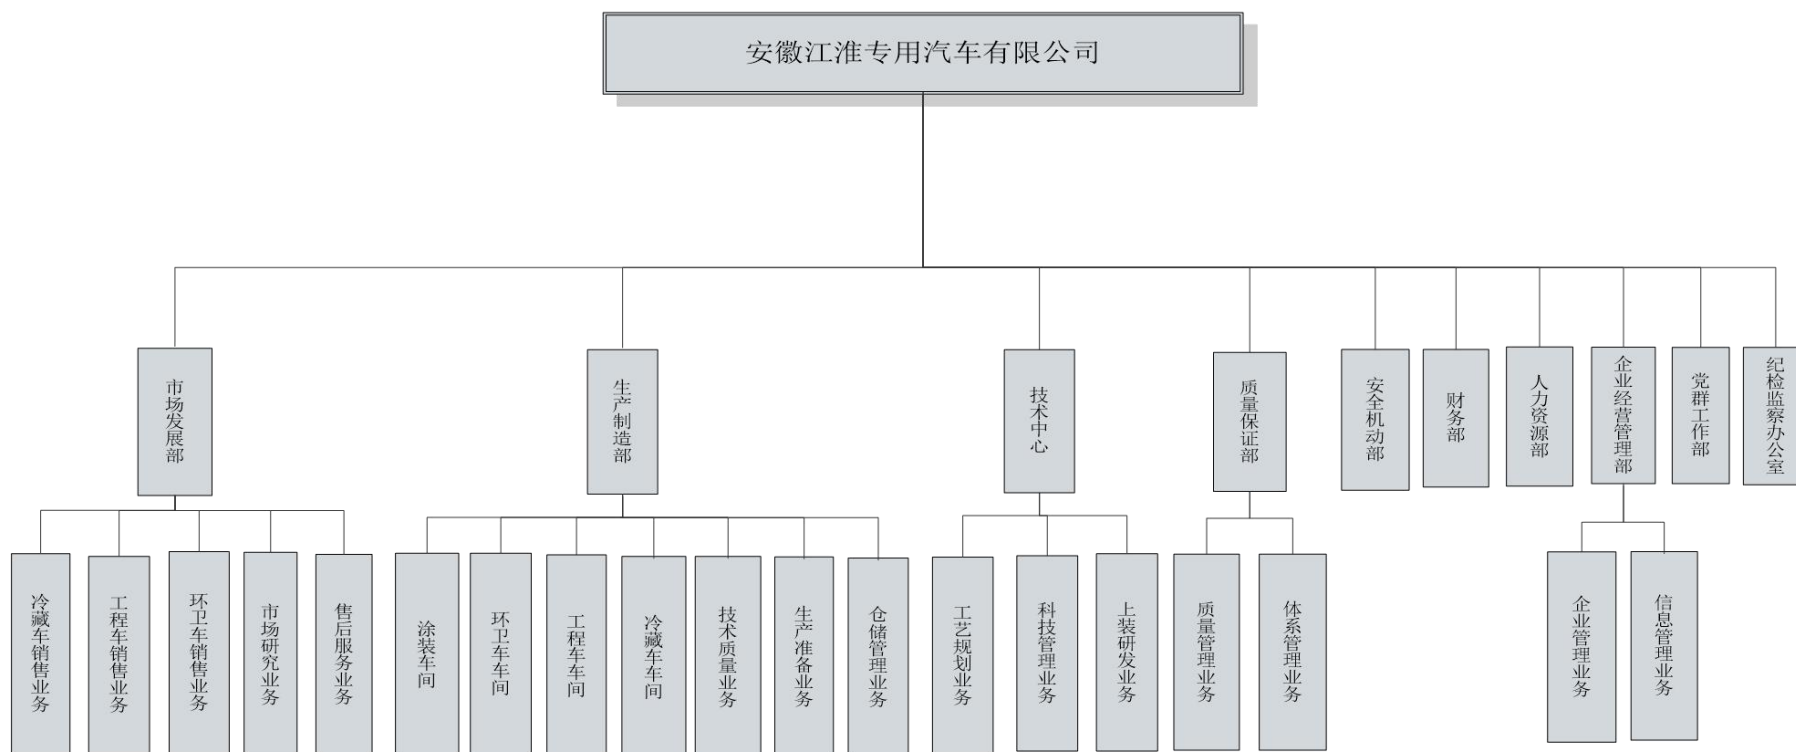 安徽江淮专用汽车有限公司
市场发展部
生产制造部
技术中心
质量保证部
安全机动部
财务部
人力资源部
企业经营管理部
党群工作部
纪检监察办公室
冷藏车销售业务
工程车销售业务
环卫车销售业务
市场研究业务
售后服务业务
涂装车间
环卫车车间
工程车车间
冷藏车车间
技术质量业务
生产准备业务
仓储管理业务
工艺规划业务
科技管理业务
上装研发业务
质量管理业务
体系管理业务
企业管理业务
信息管理业务